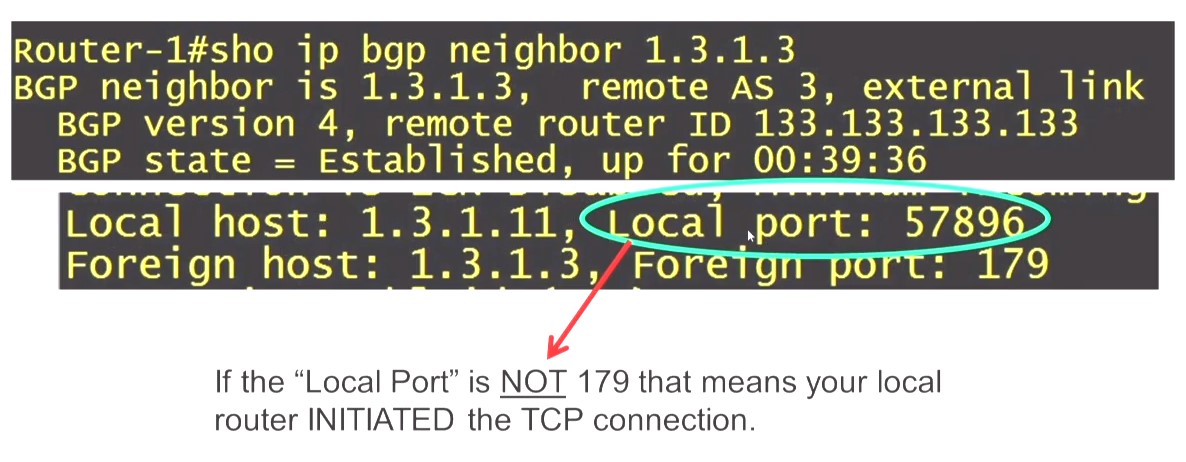 Router-1#sho ip bgp neighbor 1.3.1.3
BGP neighbor is 1.3.1.3,  remote AS 3, external link
BGP version 4, remote router ID 133.133.133.133
BGP state = Established, up for 00:39:36
Local host: 1.3.1.11, Local port: 57896
Foreign host: 1.3.1.3, Foreign port: 179
If the “Local Port” is NOT 179 that means your local
router INITIATED the TCP connection.